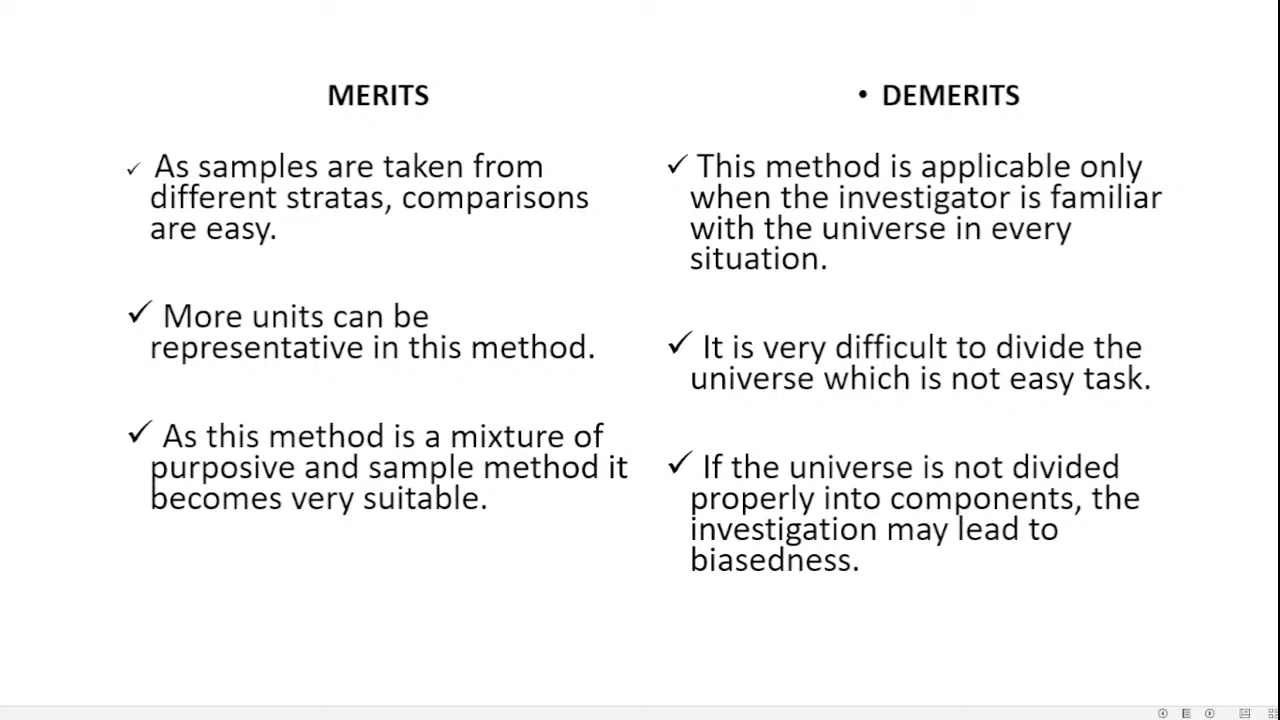 MERITS
✓ As samples are taken from
different stratas, comparisons
are easy.
✓ More units can be
representative in this method.
✓ As this method is a mixture of
purposive and sample method it
becomes very suitable.
• DEMERITS
✓ This method is applicable only
when the investigator is familiar
with the universe in every
situation.
✓ It is very difficult to divide the
universe which is not easy task.
✓ If the universe is not divided
properly into components, the
investigation may lead to
biasedness.